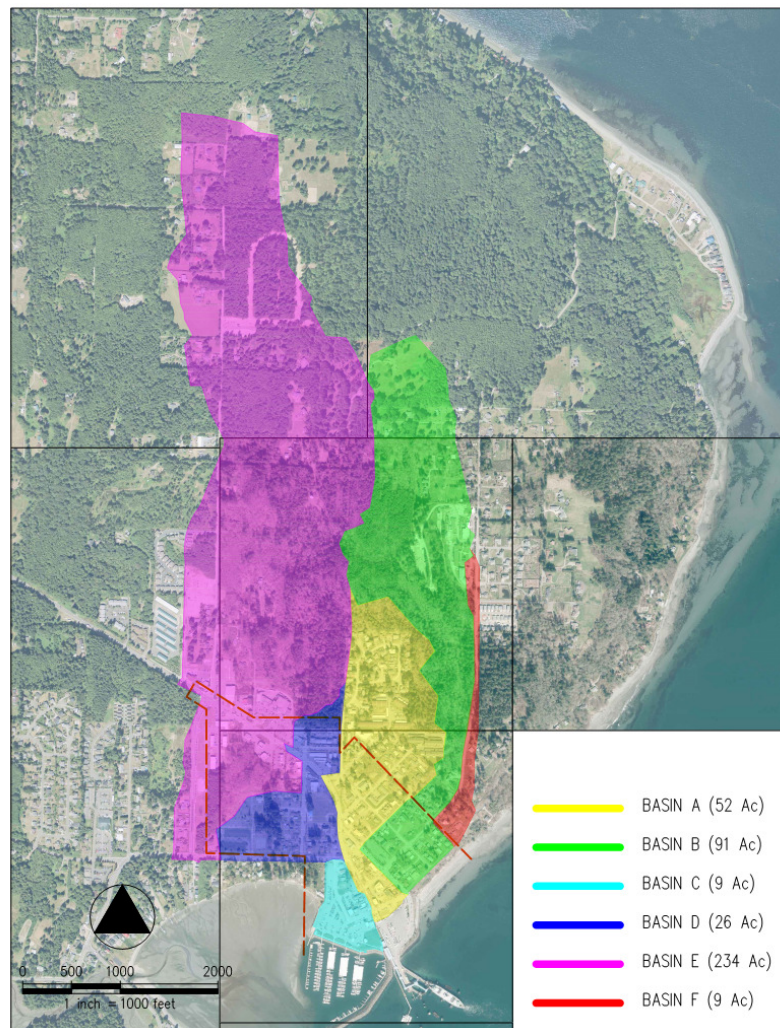 BASIN A (52 Ac)
BASIN B (91 Ac)
BASIN C (9 Ac)
BASIN D (26 Ac)
BASIN E (234 Ac)
BASIN F (9 Ac)
0 500 1000 2000
1 inch = 1000 feet